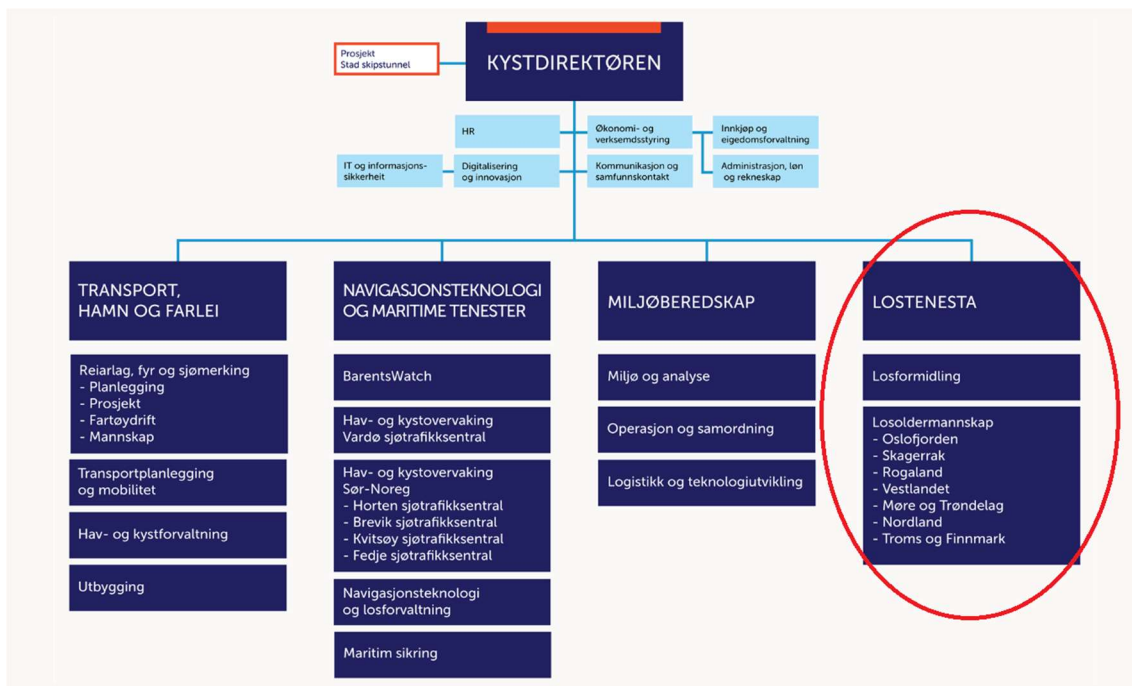 Prosjekt
Stad skipstunnel
KYSTDIREKTØREN
HR
Økonomi- og
verksemdsstyring
Innkjøp og
eigedomsforvaltning
IT og informasjons-
sikkerheit
Digitalisering
og innovasjon
Kommunikasjon og
samfunnskontakt
Administrasjon, løn
og rekneskap
TRANSPORT,
HAMN OG FARLEI
Reiarlag, fyr og sjømerking
- Planlegging
- Prosjekt
- Fartøydrift
- Mannskap
Transportplanlegging
og mobilitet
Hav- og kystforvaltning
Utbygging
NAVIGASJONSTEKNOLOGI
OG MARITIME TENESTER
BarentsWatch
Hav- og kystovervaking
Vardø sjøtrafikksentral
Hav- og kystovervaking
Sør-Noreg
- Horten sjøtrafikksentral
- Brevik sjøtrafikksentral
- Kvitsøy sjøtrafikksentral
- Fedje sjøtrafikksentral
Navigasjonsteknologi
og losforvaltning
Maritim sikring
MILJØBEREDSKAP
Miljø og analyse
Operasjon og samordning
Logistikk og teknologiutvikling
LOSTENESTA
Losformidling
Losoldermannskap
- Oslofjorden
- Skagerrak
- Rogaland
- Vestlandet
- Møre og Trøndelag
- Nordland
- Troms og Finnmark